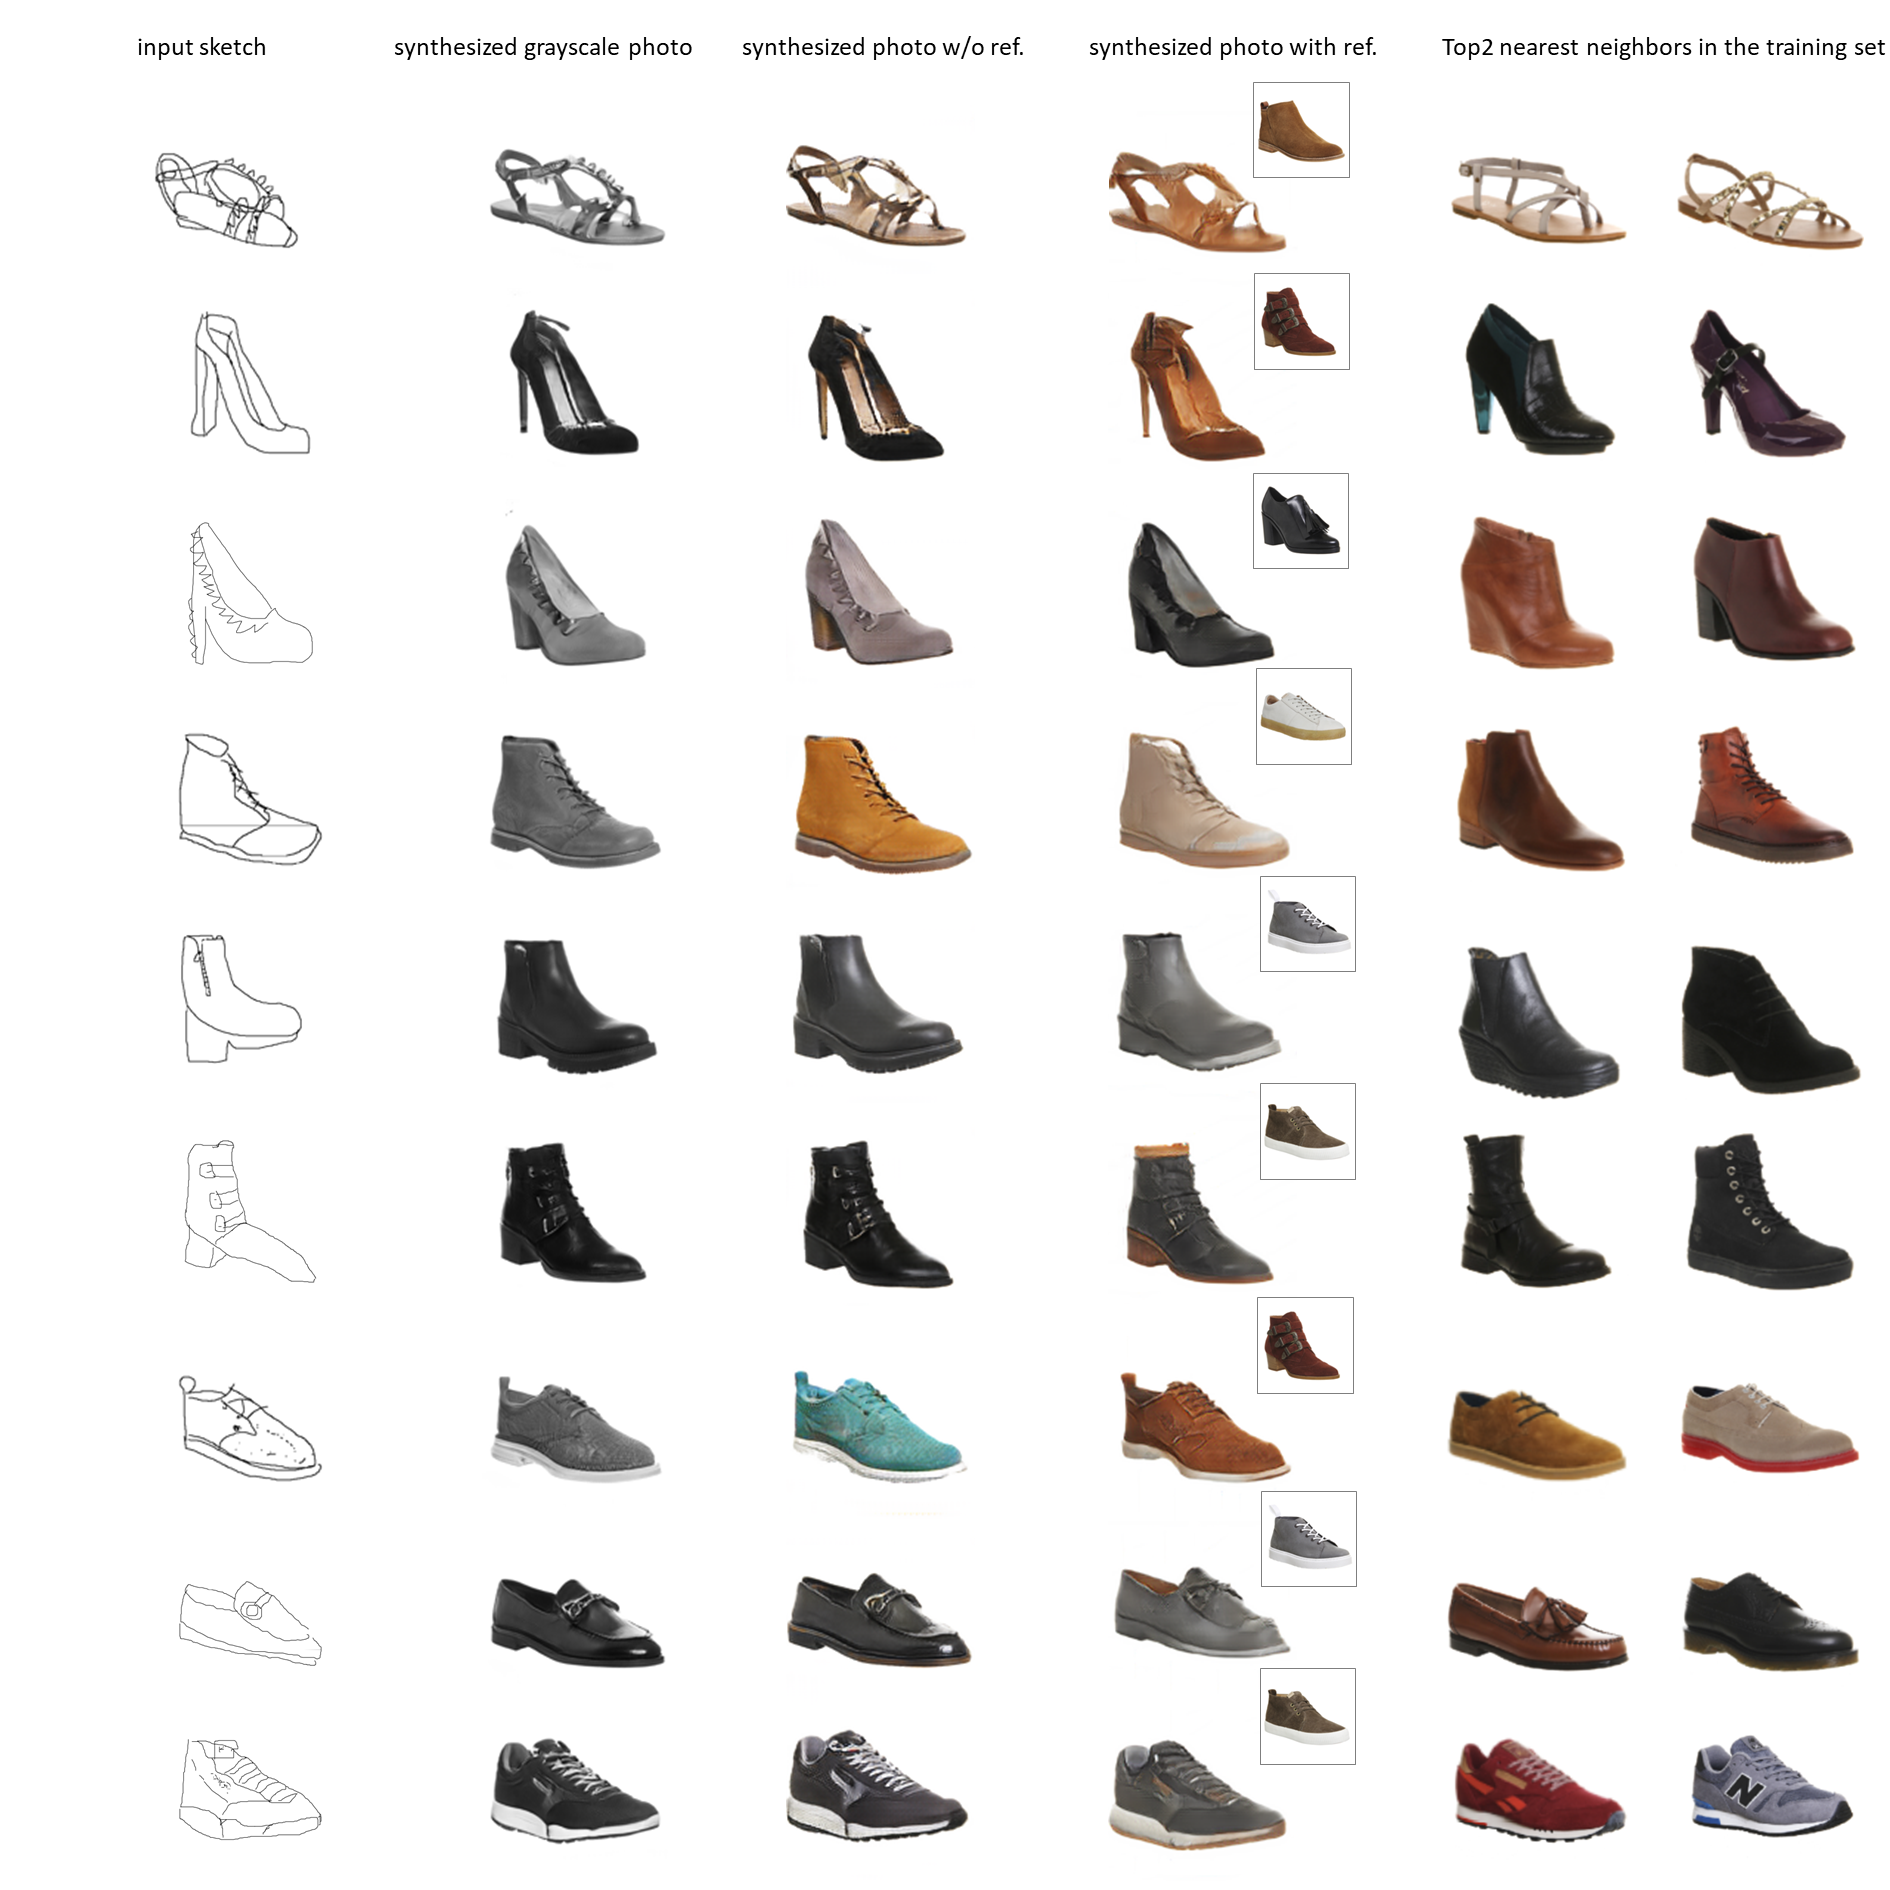 input sketch
synthesized grayscale photo
synthesized photo w/o ref.
synthesized photo with ref.
Top2 nearest neighbors in the training set
N